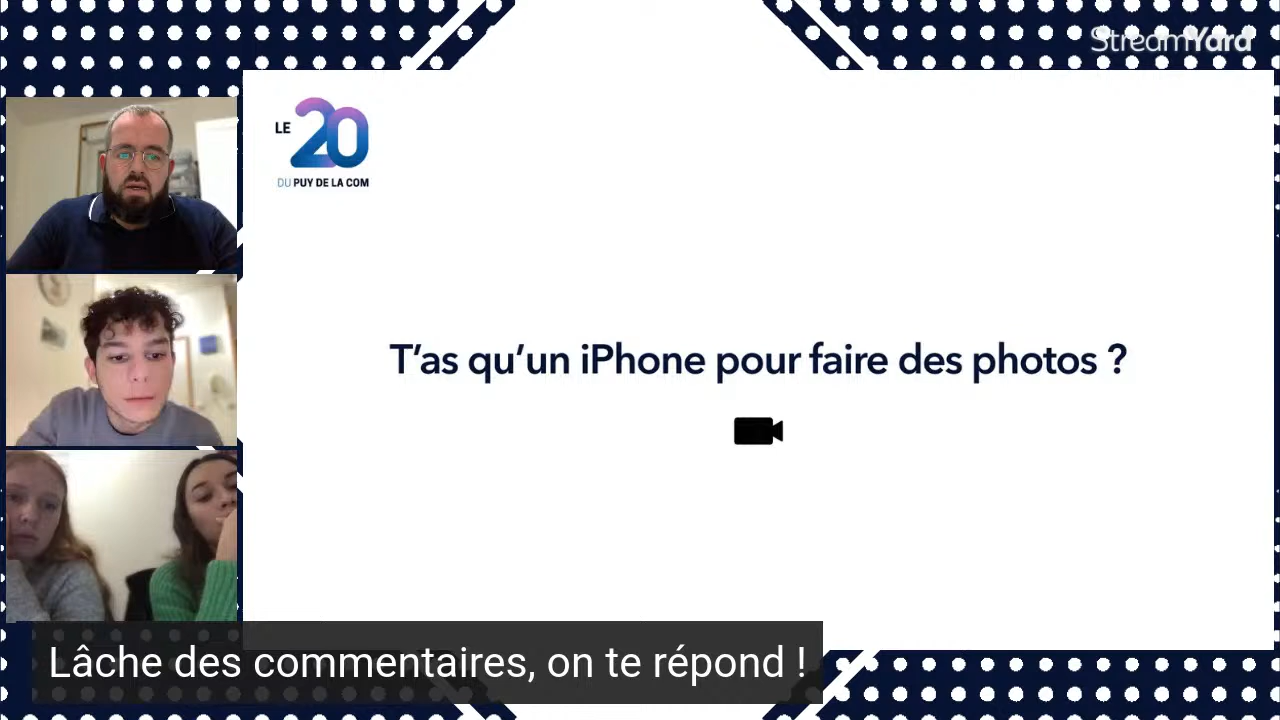 StreamYard
LE 20
DU PUY DE LA COM
T’as qu’un iPhone pour faire des photos ?
Lâche des commentaires, on te répond !